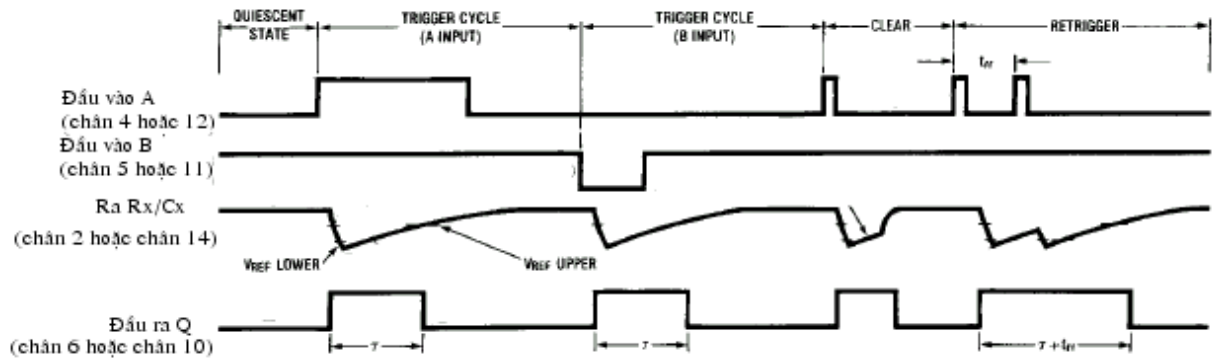 QUIESCENT
STATE
TRIGGER CYCLE
(A INPUT)
TRIGGER CYCLE
(B INPUT)
CLEAR
RETRIGGER
trr
Đầu vào A
(chân 4 hoặc 12)
Đầu vào B
(chân 5 hoặc 11)
Ra Rx/Cx
(chân 2 hoặc chân 14)
VREF LOWER
VREF UPPER
Đầu ra Q
(chân 6 hoặc chân 10)
τ
τ
τ + trr